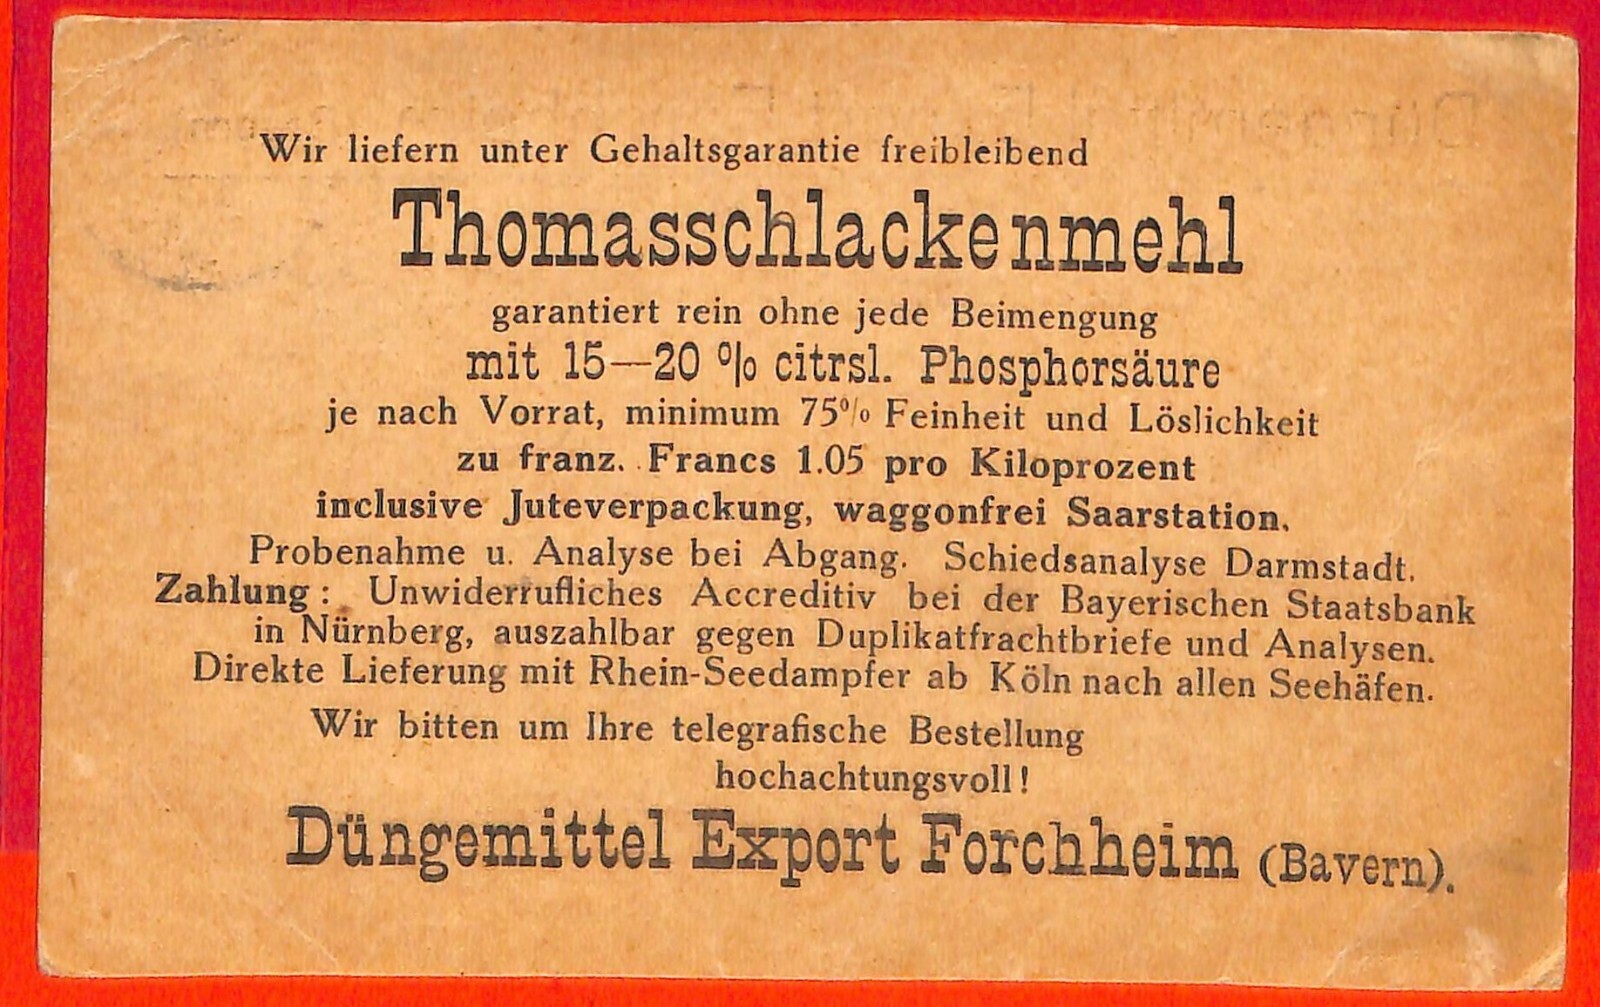 Wir liefern unter Gehaltsgarantie freibleibend
Thomasschlackenmehl
garantiert rein ohne jede Beimengung
mit 15—20 % citrsl. Phosphorsäure
je nach Vorrat, minimum 75% Feinheit und Löslichkeit
zu franz. Francs 1.05 pro Kiloprozent
inclusive Juteverpackung, waggonfrei Saarstation.
Probenahme u. Analyse bei Abgang. Schiedsanalyse Darmstadt.
Zahlung: Unwiderrufliches Accreditiv bei der Bayerischen Staatsbank
in Nürnberg, auszahlbar gegen Duplikatfrachtbriefe und Analysen.
Direkte Lieferung mit Rhein-Seedampfer ab Köln nach allen Seehäfen.
Wir bitten um Ihre telegrafische Bestellung
hochachtungsvoll!
Düngemittel Export Forchheim (Bayern).